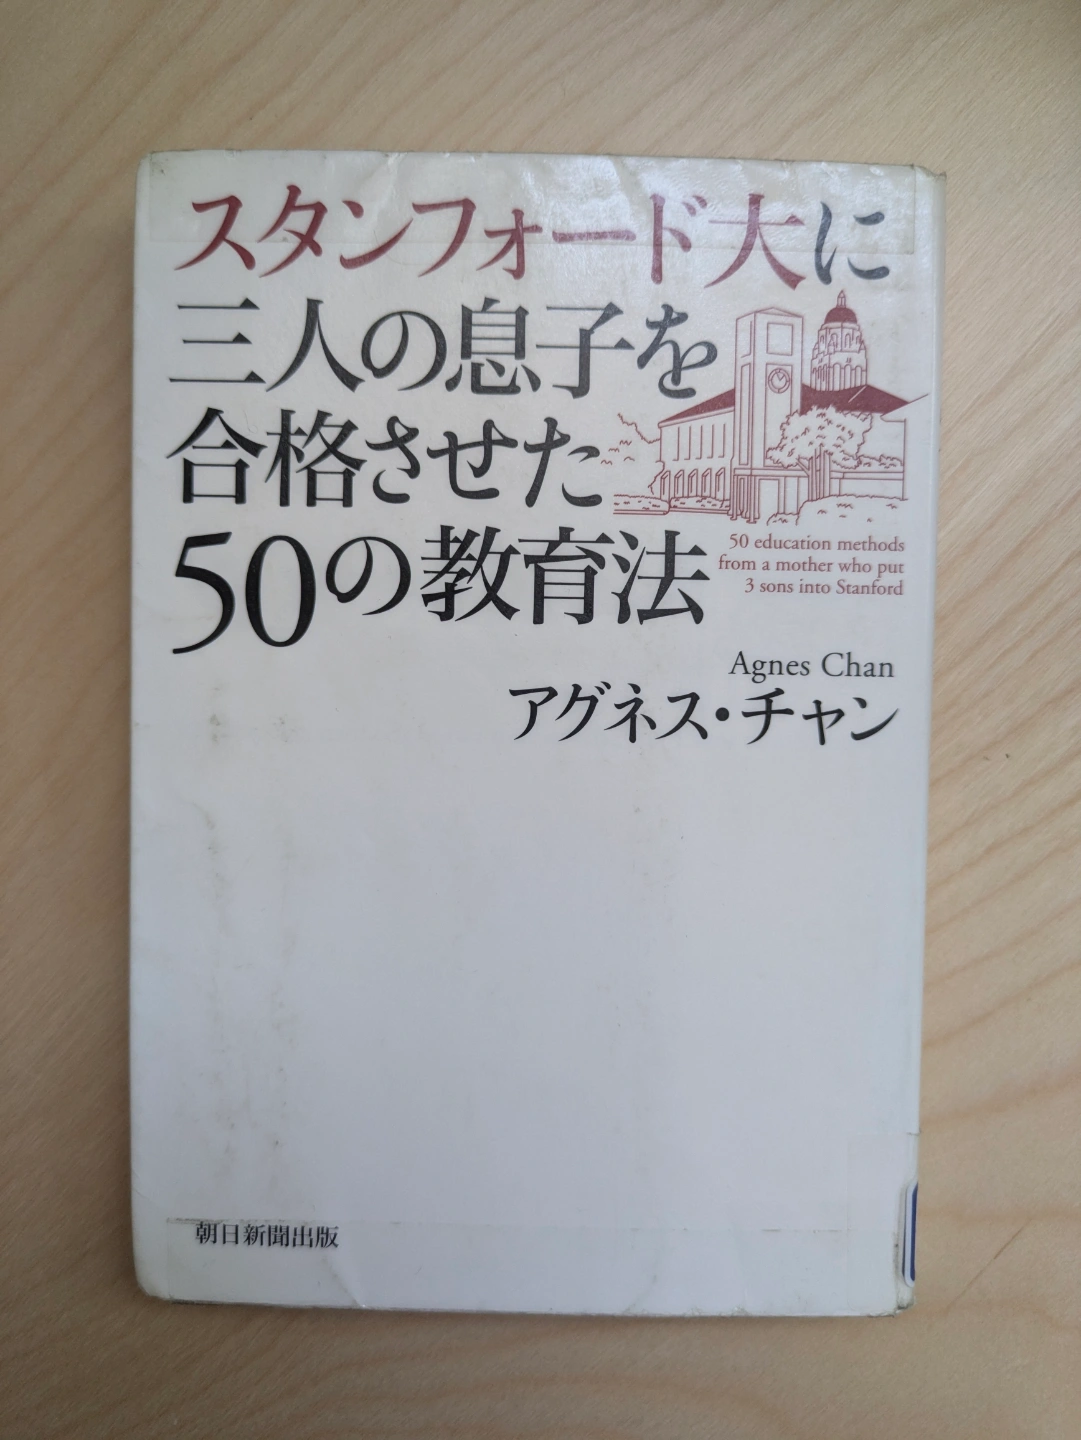 スタンフォード大に
三人の息子を
合格させた
50の教育法
50 education methods
from a mother who put
3 sons into Stanford
Agnes Chan
アグネス・チャン
朝日新聞出版